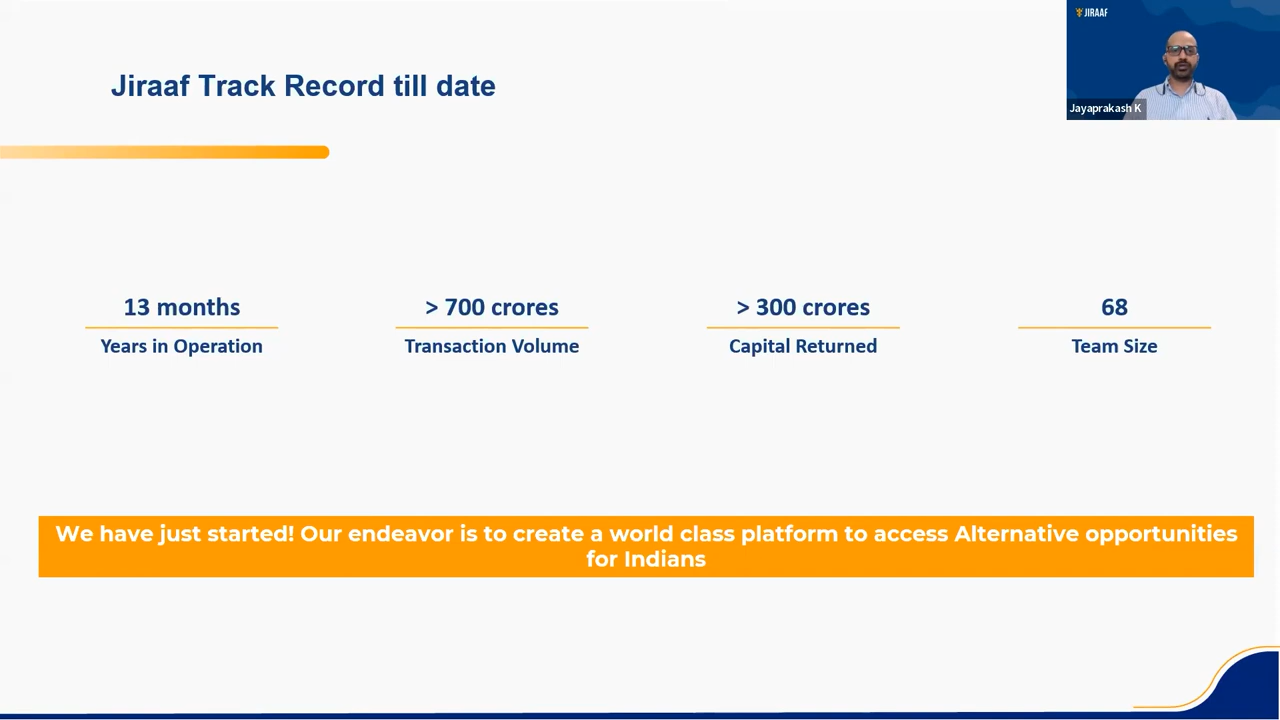 JIRAAF
Jayaprakash K
Jiraaf Track Record till date
13 months
Years in Operation
> 700 crores
Transaction Volume
> 300 crores
Capital Returned
68
Team Size
We have just started! Our endeavor is to create a world class platform to access Alternative opportunities
for Indians